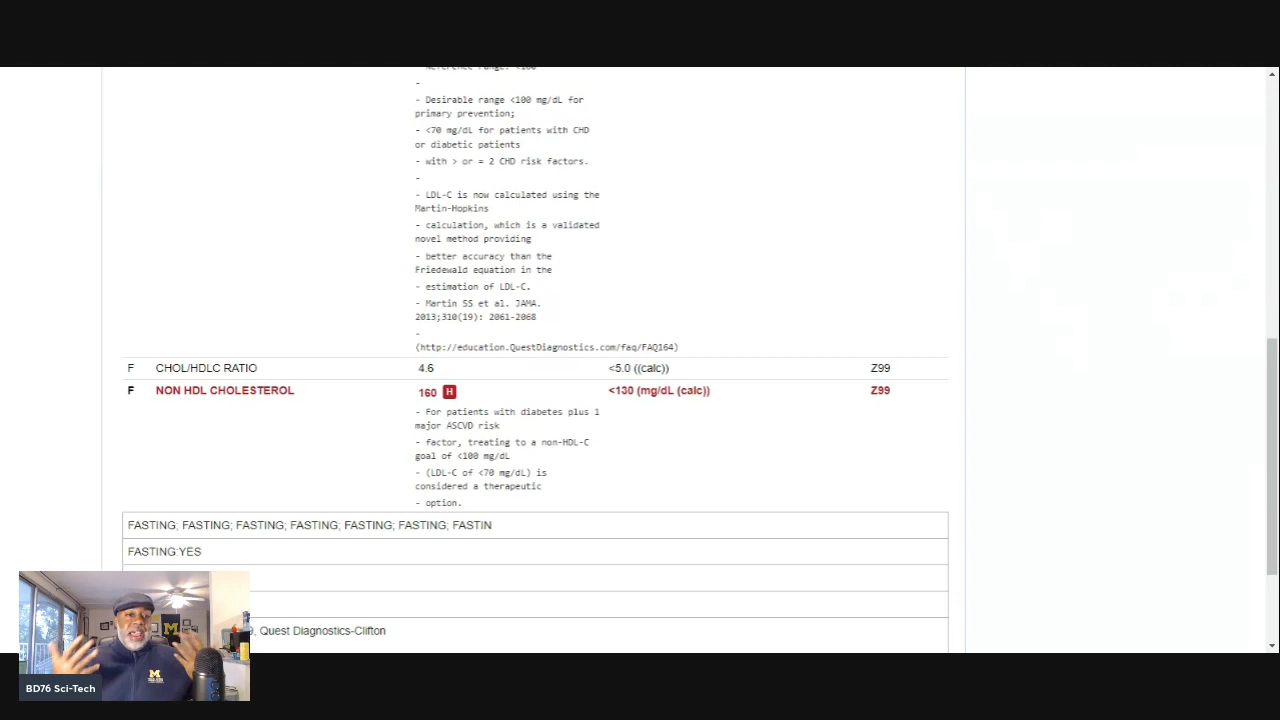 - Desirable range <100 mg/dL for
primary prevention;
- <70 mg/dL for patients with CHD
or diabetic patients
- with > or = 2 CHD risk factors.
-
- LDL-C is now calculated using the
Martin-Hopkins
- calculation, which is a validated
novel method providing
- better accuracy than the
Friedewald equation in the
- estimation of LDL-C.
- Martin SS et al. JAMA.
2013;310(19): 2061-2068
-
(http://education.QuestDiagnostics.com/faq/FAQ164)
F CHOL/HDLC RATIO 4.6 <5.0 ((calc)) Z99
F NON HDL CHOLESTEROL 160 H <130 (mg/dL (calc)) Z99
- For patients with diabetes plus 1
major ASCVD risk
- factor, treating to a non-HDL-C
goal of <100 mg/dL
- (LDL-C of <70 mg/dL) is
considered a therapeutic
- option.
FASTING; FASTING; FASTING; FASTING; FASTING; FASTING; FASTIN
FASTING:YES
, Quest Diagnostics-Clifton
M
M
BD76 Sci-Tech